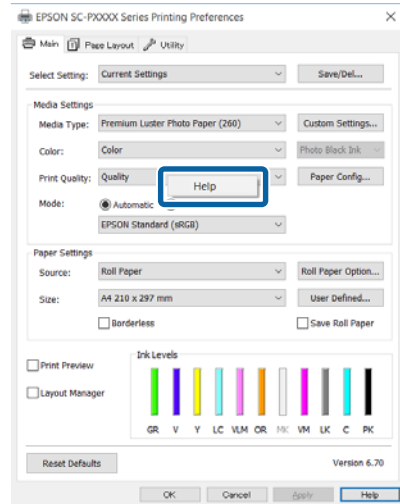 EPSON SC-PXXXX Series Printing Preferences
Main Page Layout Utility
Select Setting: Current Settings Save/Del...
Media Settings
Media Type: Premium Luster Photo Paper (260) Custom Settings...
Color: Color Photo Black Ink
Print Quality: Quality Paper Config...
Help
Mode: Automatic
EPSON Standard (sRGB)
Paper Settings
Source: Roll Paper Roll Paper Option...
Size: A4 210 x 297 mm User Defined...
Borderless Save Roll Paper
Print Preview
Ink Levels
Layout Manager
GR V Y LC VLM OR MK VM LK C PK
Reset Defaults Version 6.70
OK Cancel Apply Help